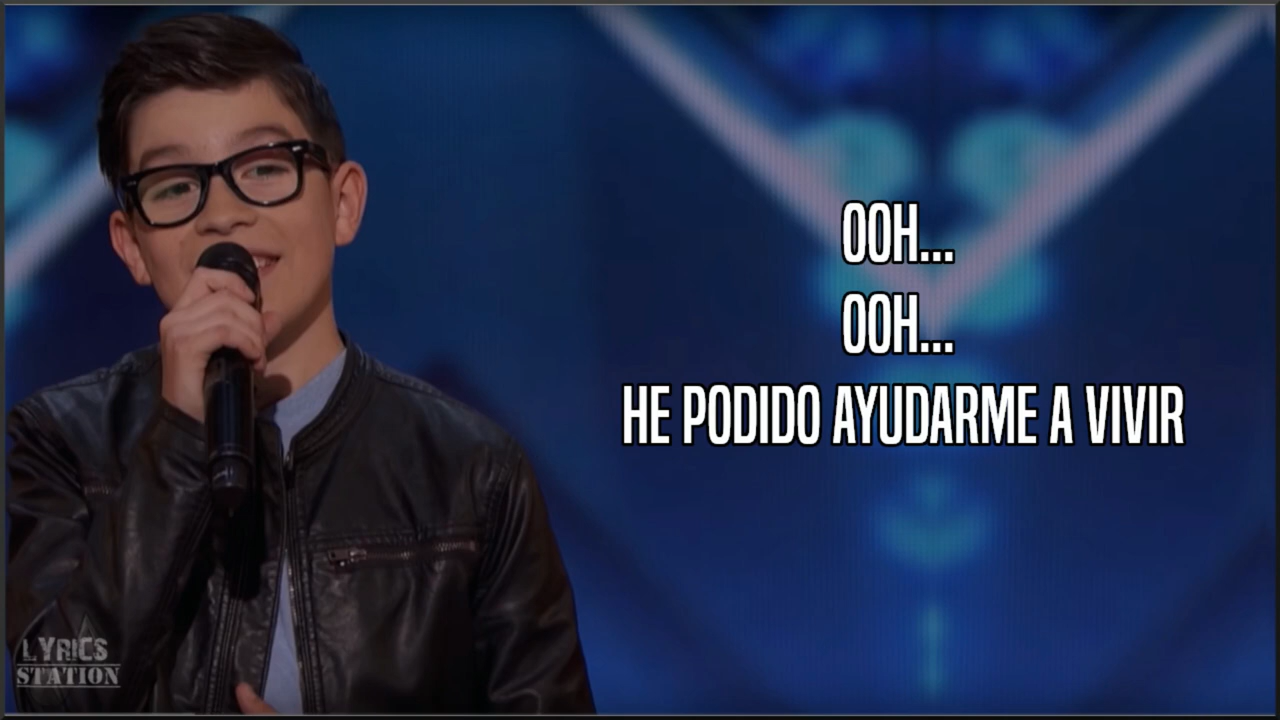 OOH...
OOH...
HE PODIDO AYUDARME A VIVIR
LYRICS
STATION